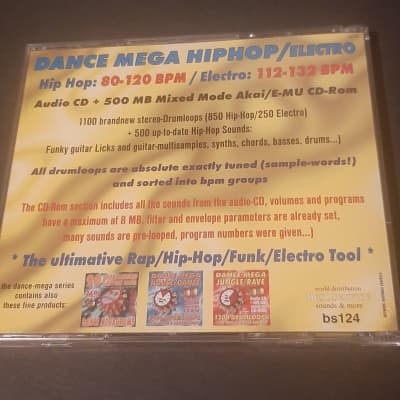 DANCE MEGA HIPHOP/ELECTRO
Hip Hop: 80-120 BPM / Electro: 112-132 BPM
Audio CD + 500 MB Mixed Mode Akai/E-MU CD-Rom
1100 brandnew stereo-Drumloops (850 Hip-Hop/250 Electro)
+ 500 up-to-date Hip-Hop Sounds:
Funky guitar Licks and guitar-multisamples, synths, chords, basses, drums...)
All drumloops are absolute exactly tuned (sample-words!)
and sorted into bpm groups
The CD-Rom section includes all the sounds from the audio-CD, volumes and programs
have a maximum of 8 MB, filter and envelope parameters are already set,
many sounds are pre-looped, program numbers were given...)
* The ultimative Rap/Hip-Hop/Funk/Electro Tool *
the dance-mega series
contains also
these fine products:
DANCE MEGA
DANCE MEGA
JUNGLE/RAVE
1100 DRUMLOOPS
world-distribution
sounds & more
bs124